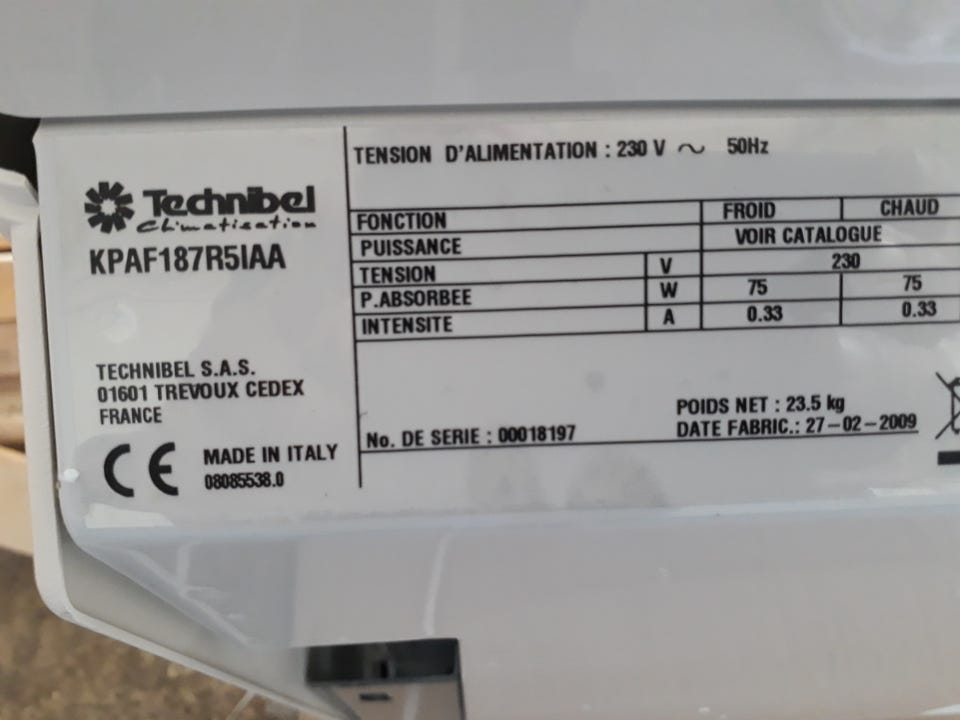 Technibel
Climatisation
KPAF187R5IAA
TECHNIBEL S.A.S.
01601 TREVOUX CEDEX
FRANCE
CE MADE IN ITALY
08085538.0
TENSION D'ALIMENTATION : 230 V ~ 50Hz
FONCTION FROID CHAUD
PUISSANCE VOIR CATALOGUE
TENSION V 230
P.ABSORBEE W 75 75
INTENSITE A 0.33 0.33
POIDS NET : 23.5 kg
No. DE SERIE : 00018197 DATE FABRIC.: 27-02-2009